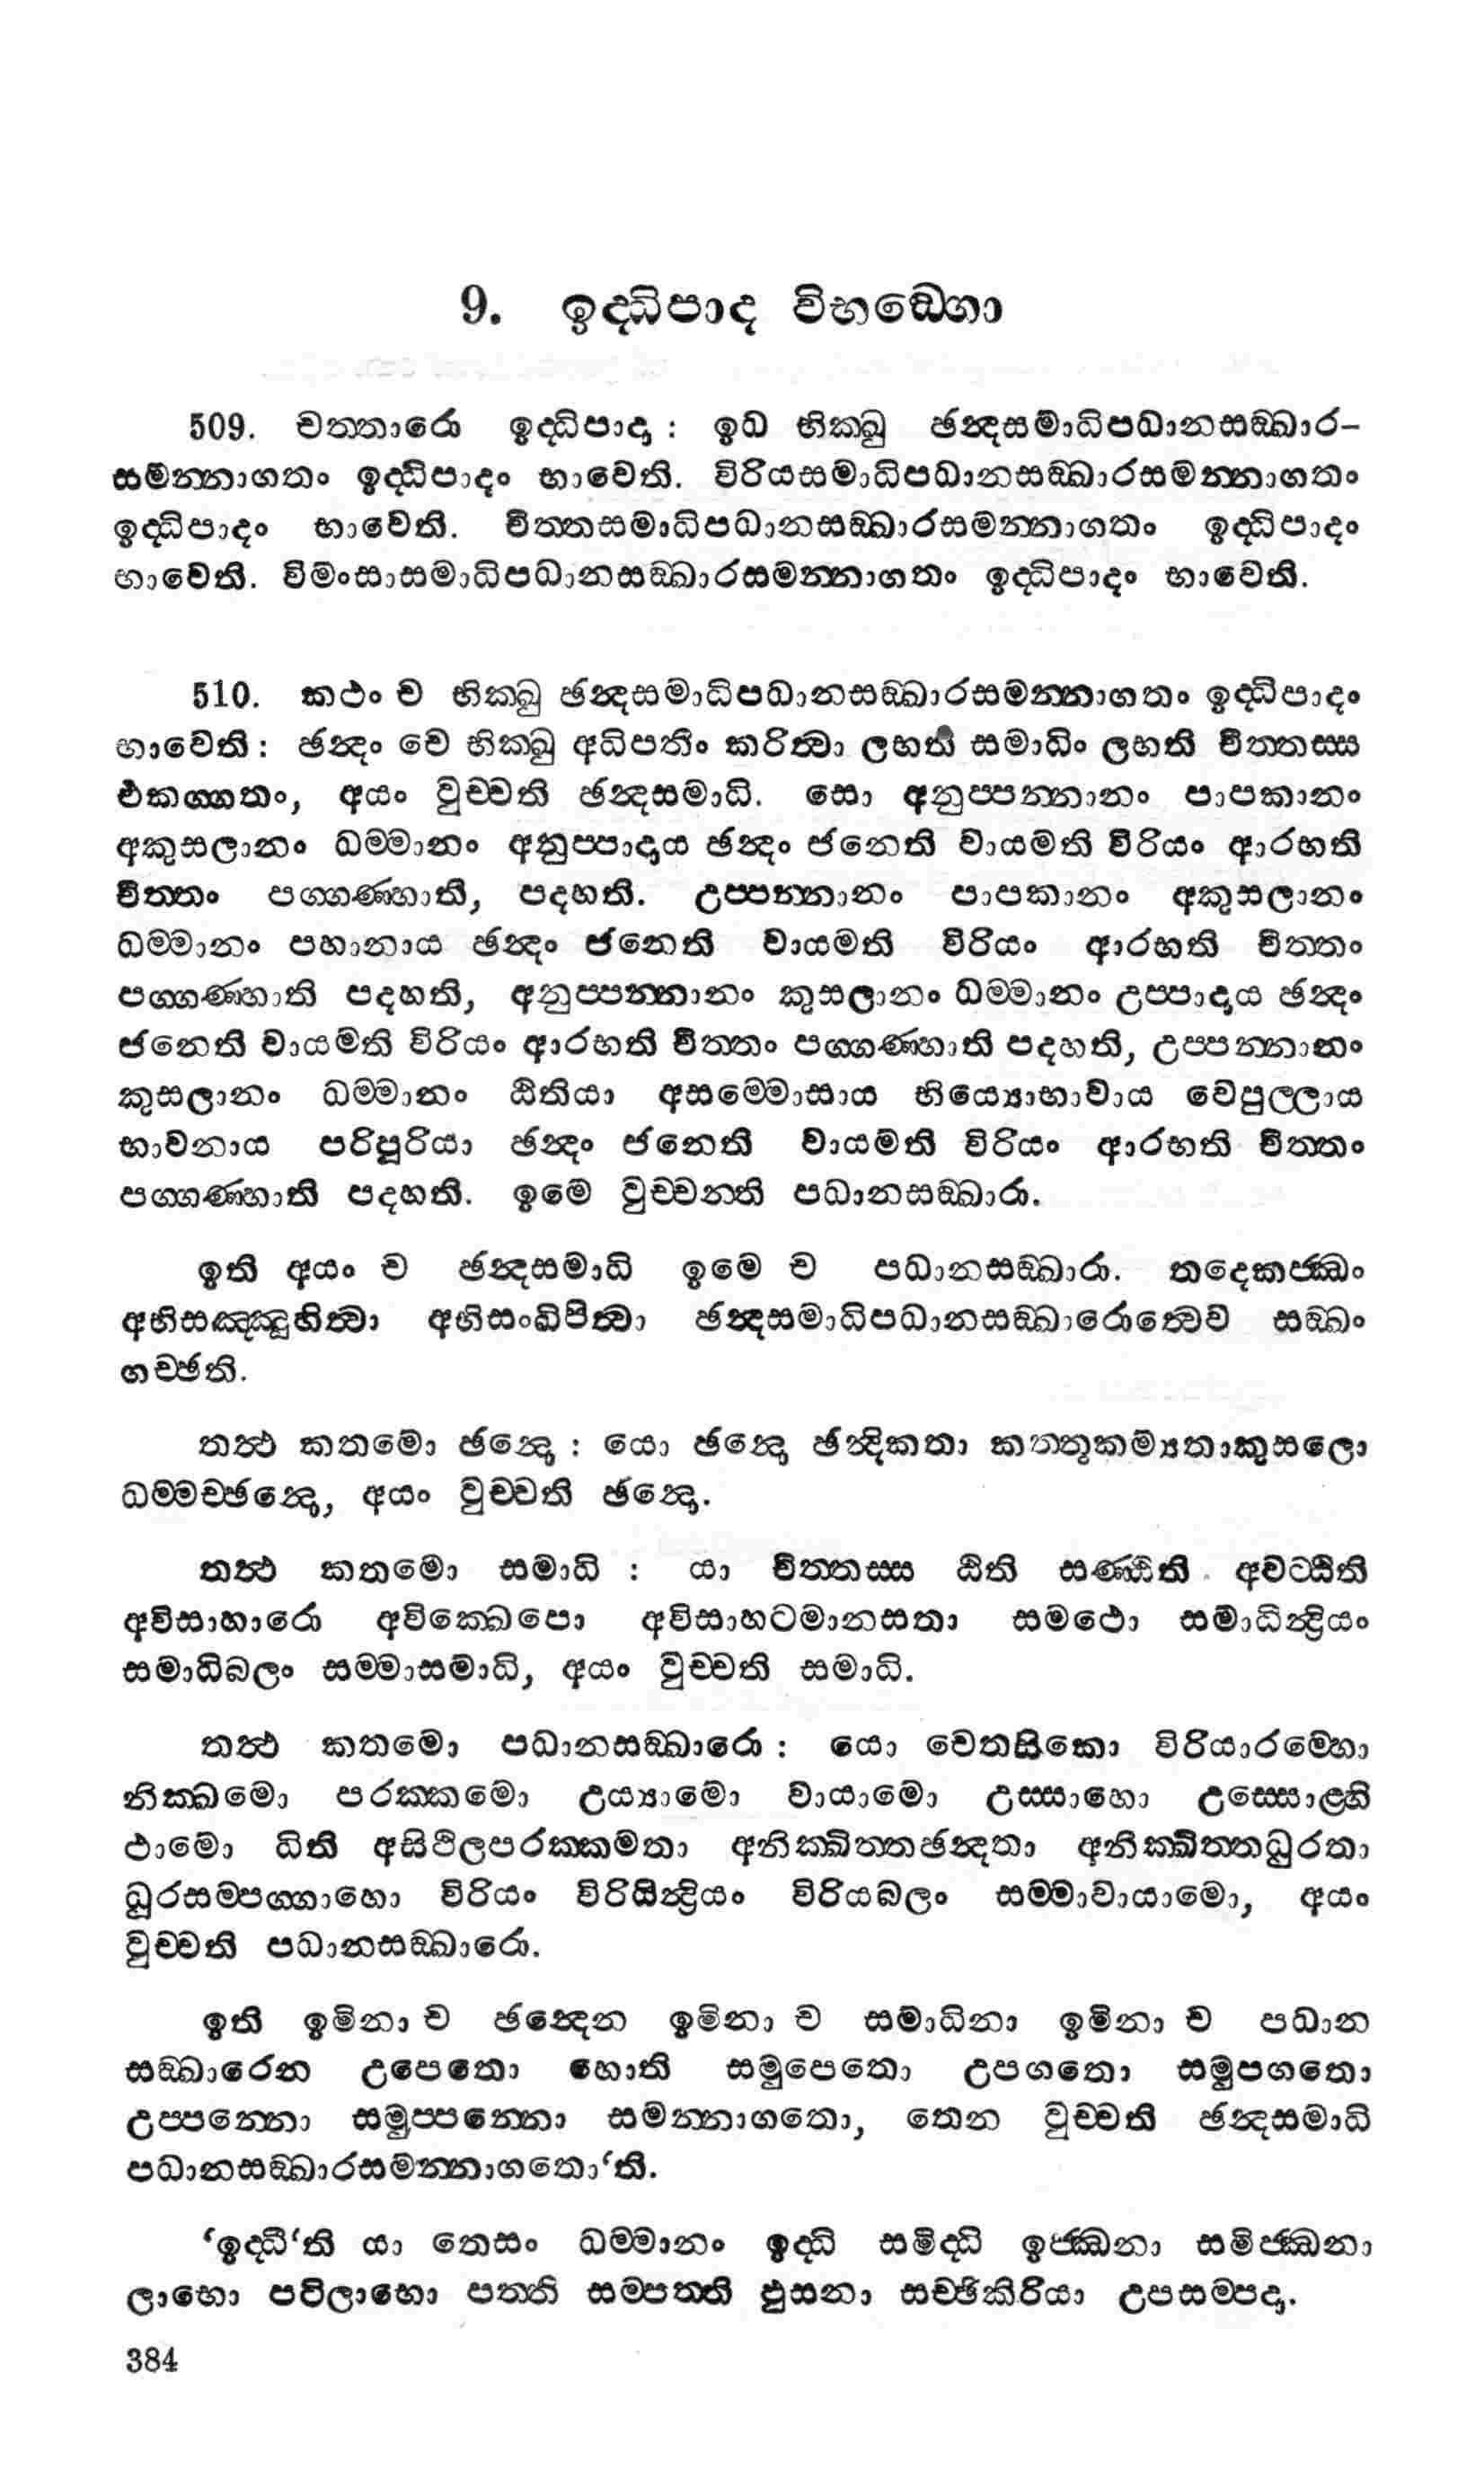 9. ඉද්ධිපාද විභඞ්ගො
509. චත්තාරො ඉද්ධිපාදා : ඉධ භික්ඛු ඡන්දසමාධිපධානසඞ්ඛාර-
සමන්නාගතං ඉද්ධිපාදං භාවෙති. විරියසමාධිපධානසඞ්ඛාරසමන්නාගතං
ඉද්ධිපාදං භාවෙති. චිත්තසමාධිපධානසඞ්ඛාරසමන්නාගතං ඉද්ධිපාදං
භාවෙති. විමංසාසමාධිපධානසඞ්ඛාරසමන්නාගතං ඉද්ධිපාදං භාවෙති.
510. කථං ච භික්ඛු ඡන්දසමාධිපධානසඞ්ඛාරසමන්නාගතං ඉද්ධිපාදං
භාවෙති : ඡන්දං චෙ භික්ඛු අධිපතිං කරිත්වා ලභති සමාධිං ලභති චිත්තස්ස
එකග්ගතං, අයං වුච්චති ඡන්දසමාධි. සො අනුප්පන්නානං පාපකානං
අකුසලානං ධම්මානං අනුප්පාදාය ඡන්දං ජනෙති වායමති විරියං ආරභති
චිත්තං පග්ගණ්හාති, පදහති. උප්පන්නානං පාපකානං අකුසලානං
ධම්මානං පහානාය ඡන්දං ජනෙති වායමති විරියං ආරභති චිත්තං
පග්ගණ්හාති පදහති, අනුප්පන්නානං කුසලානං ධම්මානං උප්පාදාය ඡන්දං
ජනෙති වායමති විරියං ආරභති චිත්තං පග්ගණ්හාති පදහති, උප්පන්නානං
කුසලානං ධම්මානං ඨිතියා අසම්මොසාය භිය්‍යොභාවාය වෙපුල්ලාය
භාවනාය පරිපූරියා ඡන්දං ජනෙති වායමති විරියං ආරභති චිත්තං
පග්ගණ්හාති පදහති. ඉමෙ වුච්චන්ති පධානසඞ්ඛාරා.
ඉති අයං ච ඡන්දසමාධි ඉමෙ ච පධානසඞ්ඛාරා. තදෙකජ්ඣං
අභිසඤ්ඤුහිත්වා අභිසංඛිපිත්වා ඡන්දසමාධිපධානසඞ්ඛාරොත්වෙව සඞ්ඛං
ගච්ඡති.
තත්ථ කතමො ඡන්දො : යො ඡන්දො ඡන්දිකතා කත්තුකම්‍යතාකුසලො
ධම්මච්ඡන්දො, අයං වුච්චති ඡන්දො.
තත්ථ කතමො සමාධි : යා චිත්තස්ස ඨිති සණ්ඨිති අවට්ඨිති
අවිසාහාරො අවික්ඛෙපො අවිසාහටමානසතා සමථො සමාධින්ද්‍රියං
සමාධිබලං සම්මාසමාධි, අයං වුච්චති සමාධි.
තත්ථ කතමො පධානසඞ්ඛාරො : යො චෙතසිකො විරියාරම්භො
නික්ඛමො පරක්කමො උය්‍යාමො වායාමො උස්සාහො උස්සොළ්හි
ථාමො ධිති අසිථිලපරක්කමතා අනික්ඛිත්තඡන්දතා අනික්ඛිත්තධුරතා
ධුරසම්පග්ගාහො විරියං විරියින්ද්‍රියං විරියබලං සම්මාවායාමො, අයං
වුච්චති පධානසඞ්ඛාරො.
ඉති ඉමිනා ච ඡන්දෙන ඉමිනා ච සමාධිනා ඉමිනා ච පධාන
සඞ්ඛාරෙන උපෙතො හොති සමුපෙතො උපගතො සමුපගතො
උප්පන්නො සමුප්පන්නො සමන්නාගතො, තෙන වුච්චති ඡන්දසමාධි
පධානසඞ්ඛාරසමන්නාගතො‘ති.
‘ඉද්ධී‘ති යා තෙසං ධම්මානං ඉද්ධි සමිද්ධි ඉජ්ඣනා සමිජ්ඣනා
ලාභො පටිලාභො පත්ති සම්පත්ති ඵුසනා සච්ඡිකිරියා උපසම්පදා.
384